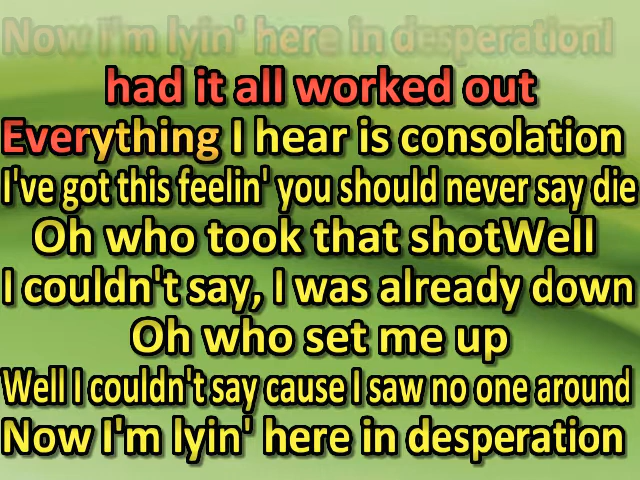 Now I'm lyin' here in desperationI
had it all worked out
Everything I hear is consolation
I've got this feelin' you should never say die
Oh who took that shotWell
I couldn't say, I was already down
Oh who set me up
Well I couldn't say cause I saw no one around
Now I'm lyin' here in desperation